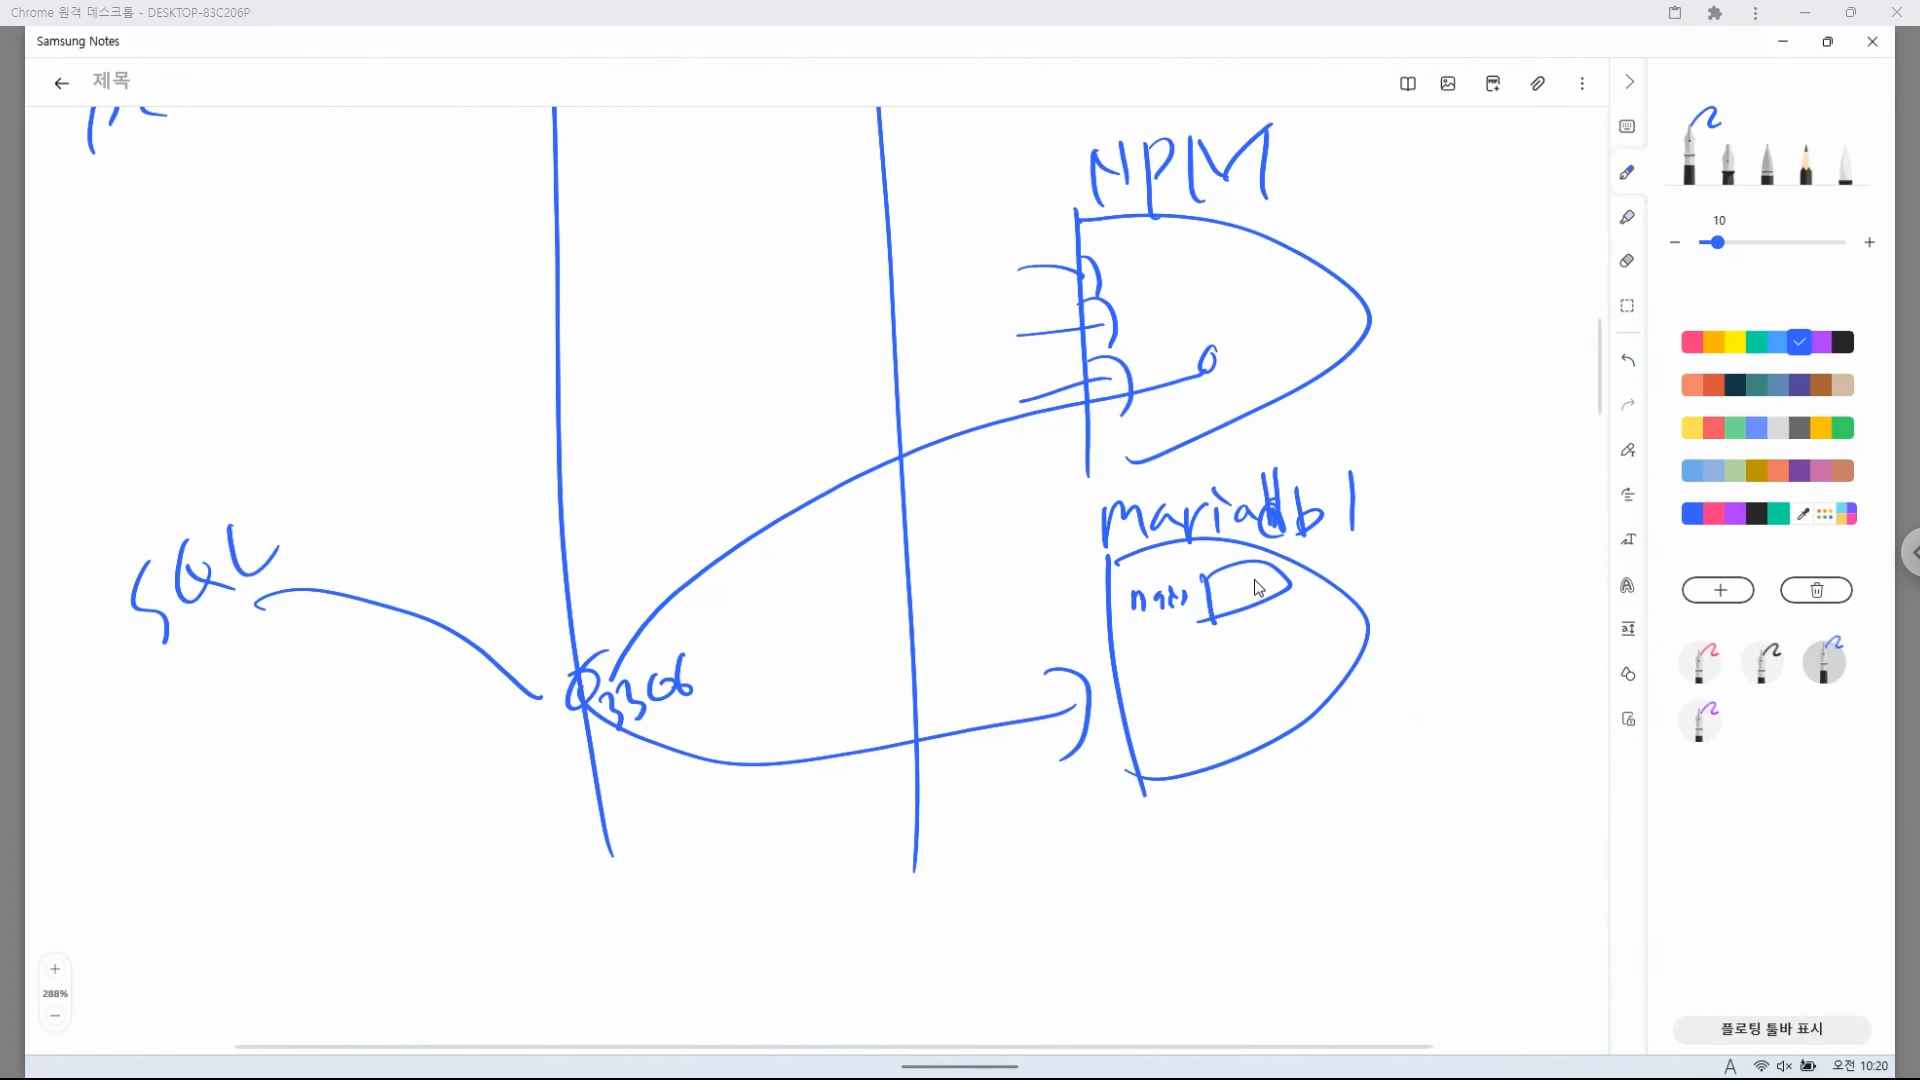 Chrome 원격 데스크톱 - DESKTOP-83C206P
Samsung Notes
제목
NPM
10
mariadb 1
SQL
3306
288%
플로팅 툴바 표시
A
오전 10:20